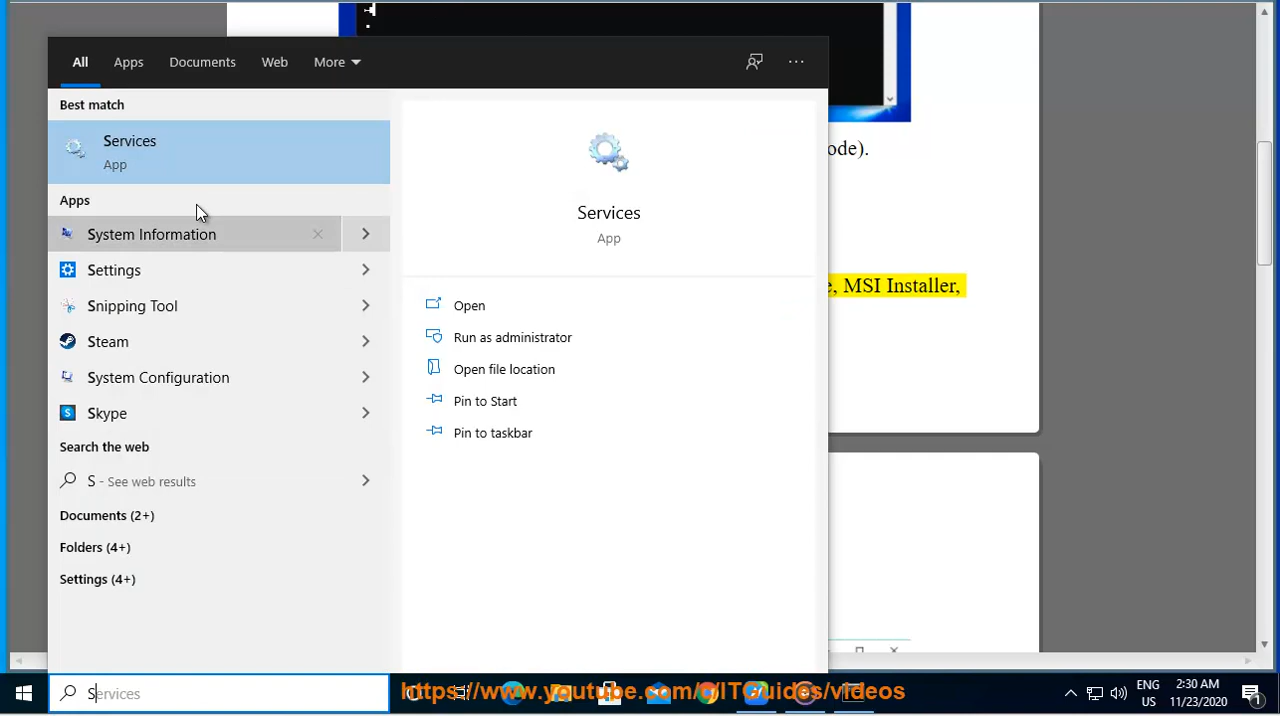 All Apps Documents Web More
Best match
Services
App
Apps
System Information
Settings
Snipping Tool
Steam
System Configuration
Skype
Search the web
S - See web results
Documents (2+)
Folders (4+)
Settings (4+)
Services
App
Open
Run as administrator
Open file location
Pin to Start
Pin to taskbar
ode).
e, MSI Installer,
Services
https://www.youtube.com/c/ITGuides/videos
ENG
US
2:30 AM
11/23/2020
1